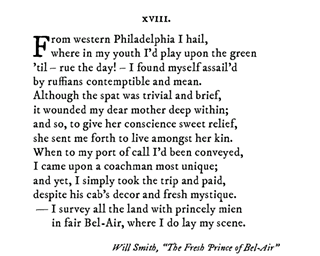 XVIII.
From western Philadelphia I hail,
where in my youth I'd play upon the green
'til – rue the day! – I found myself assail'd
by ruffians contemptible and mean.
Although the spat was trivial and brief,
it wounded my dear mother deep within;
and so, to give her conscience sweet relief,
she sent me forth to live amongst her kin.
When to my port of call I'd been conveyed,
I came upon a coachman most unique;
and yet, I simply took the trip and paid,
despite his cab's decor and fresh mystique.
— I survey all the land with princely mien
in fair Bel-Air, where I do lay my scene.
Will Smith, “The Fresh Prince of Bel-Air”